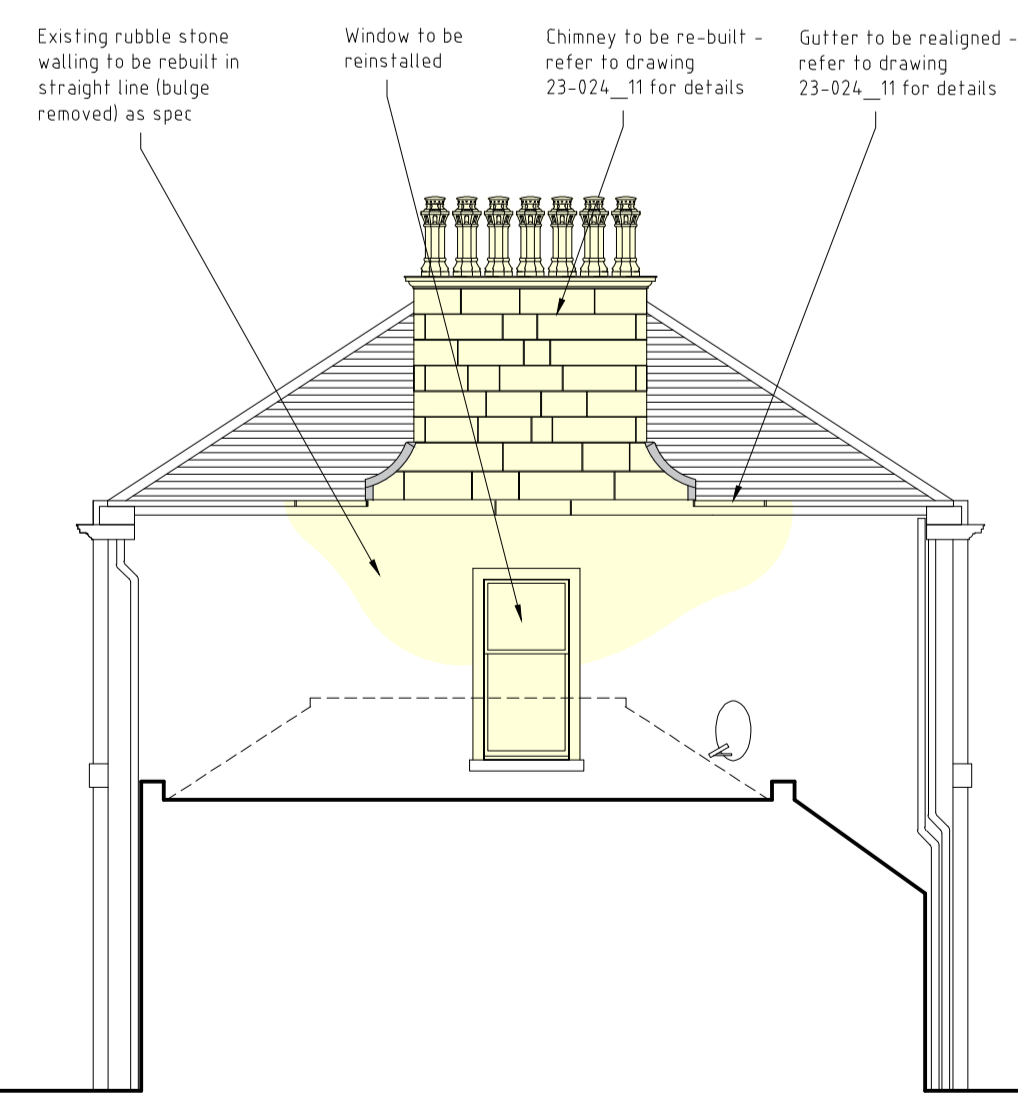 Existing rubble stone
walling to be rebuilt in
straight line (bulge
removed) as spec
Window to be
reinstalled
Chimney to be re-built -
refer to drawing
23-024__11 for details
Gutter to be realigned -
refer to drawing
23-024__11 for details